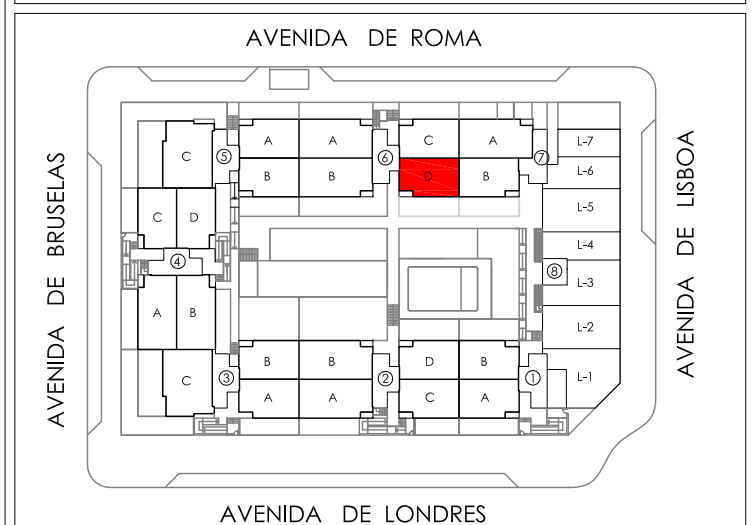 AVENIDA DE ROMA
AVENIDA DE BRUSELAS
AVENIDA DE LISBOA
A A C A L-7
C 5 6 7
B B D B L-6
C D L-5
L-4
4 8
L-3
A B L-2
B B D B
C 3 2 1 L-1
A A C A
AVENIDA DE LONDRES